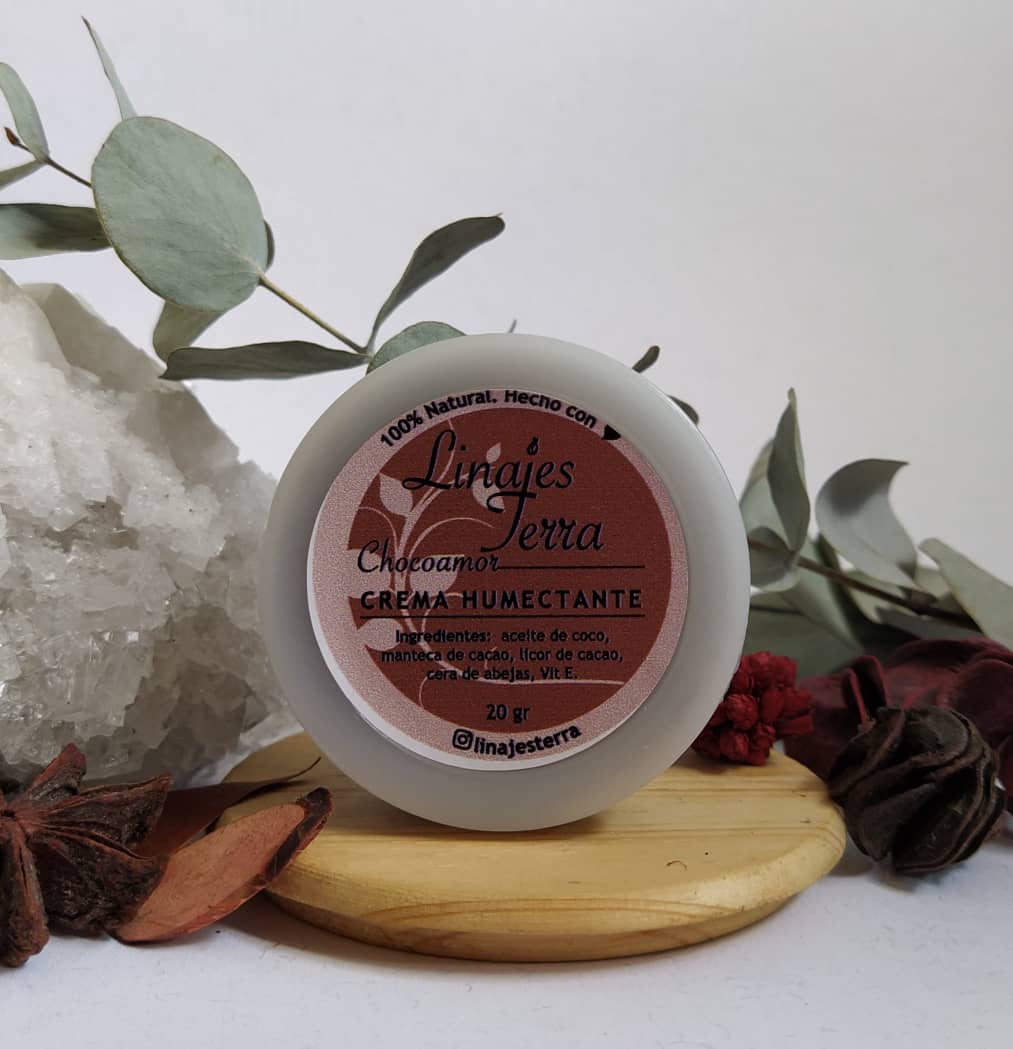 100% Natural. Hecho con
Linajes
Terra
Chocoamor
CREMA HUMECTANTE
Ingredientes: aceite de coco,
manteca de cacao, licor de cacao,
cera de abejas, Vit E.
20 gr
linajesterra